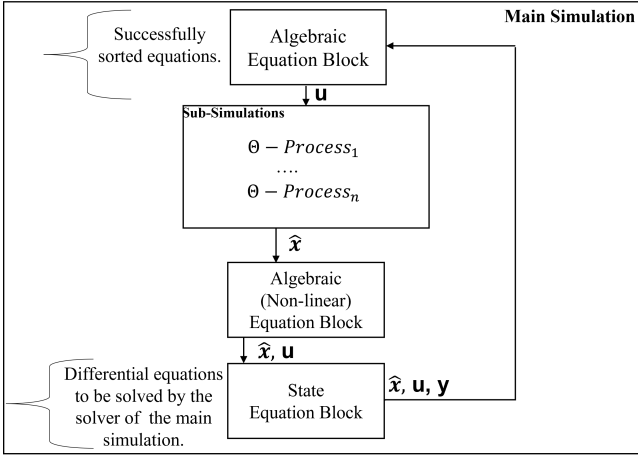 Main Simulation
Successfully
sorted equations.
Algebraic
Equation Block
u
Sub-Simulations
Θ − Process₁
....
Θ − Processₙ
x̂
Algebraic
(Non-linear)
Equation Block
x̂, u
Differential equations
to be solved by the
solver of the main
simulation.
State
Equation Block
x̂, u, y